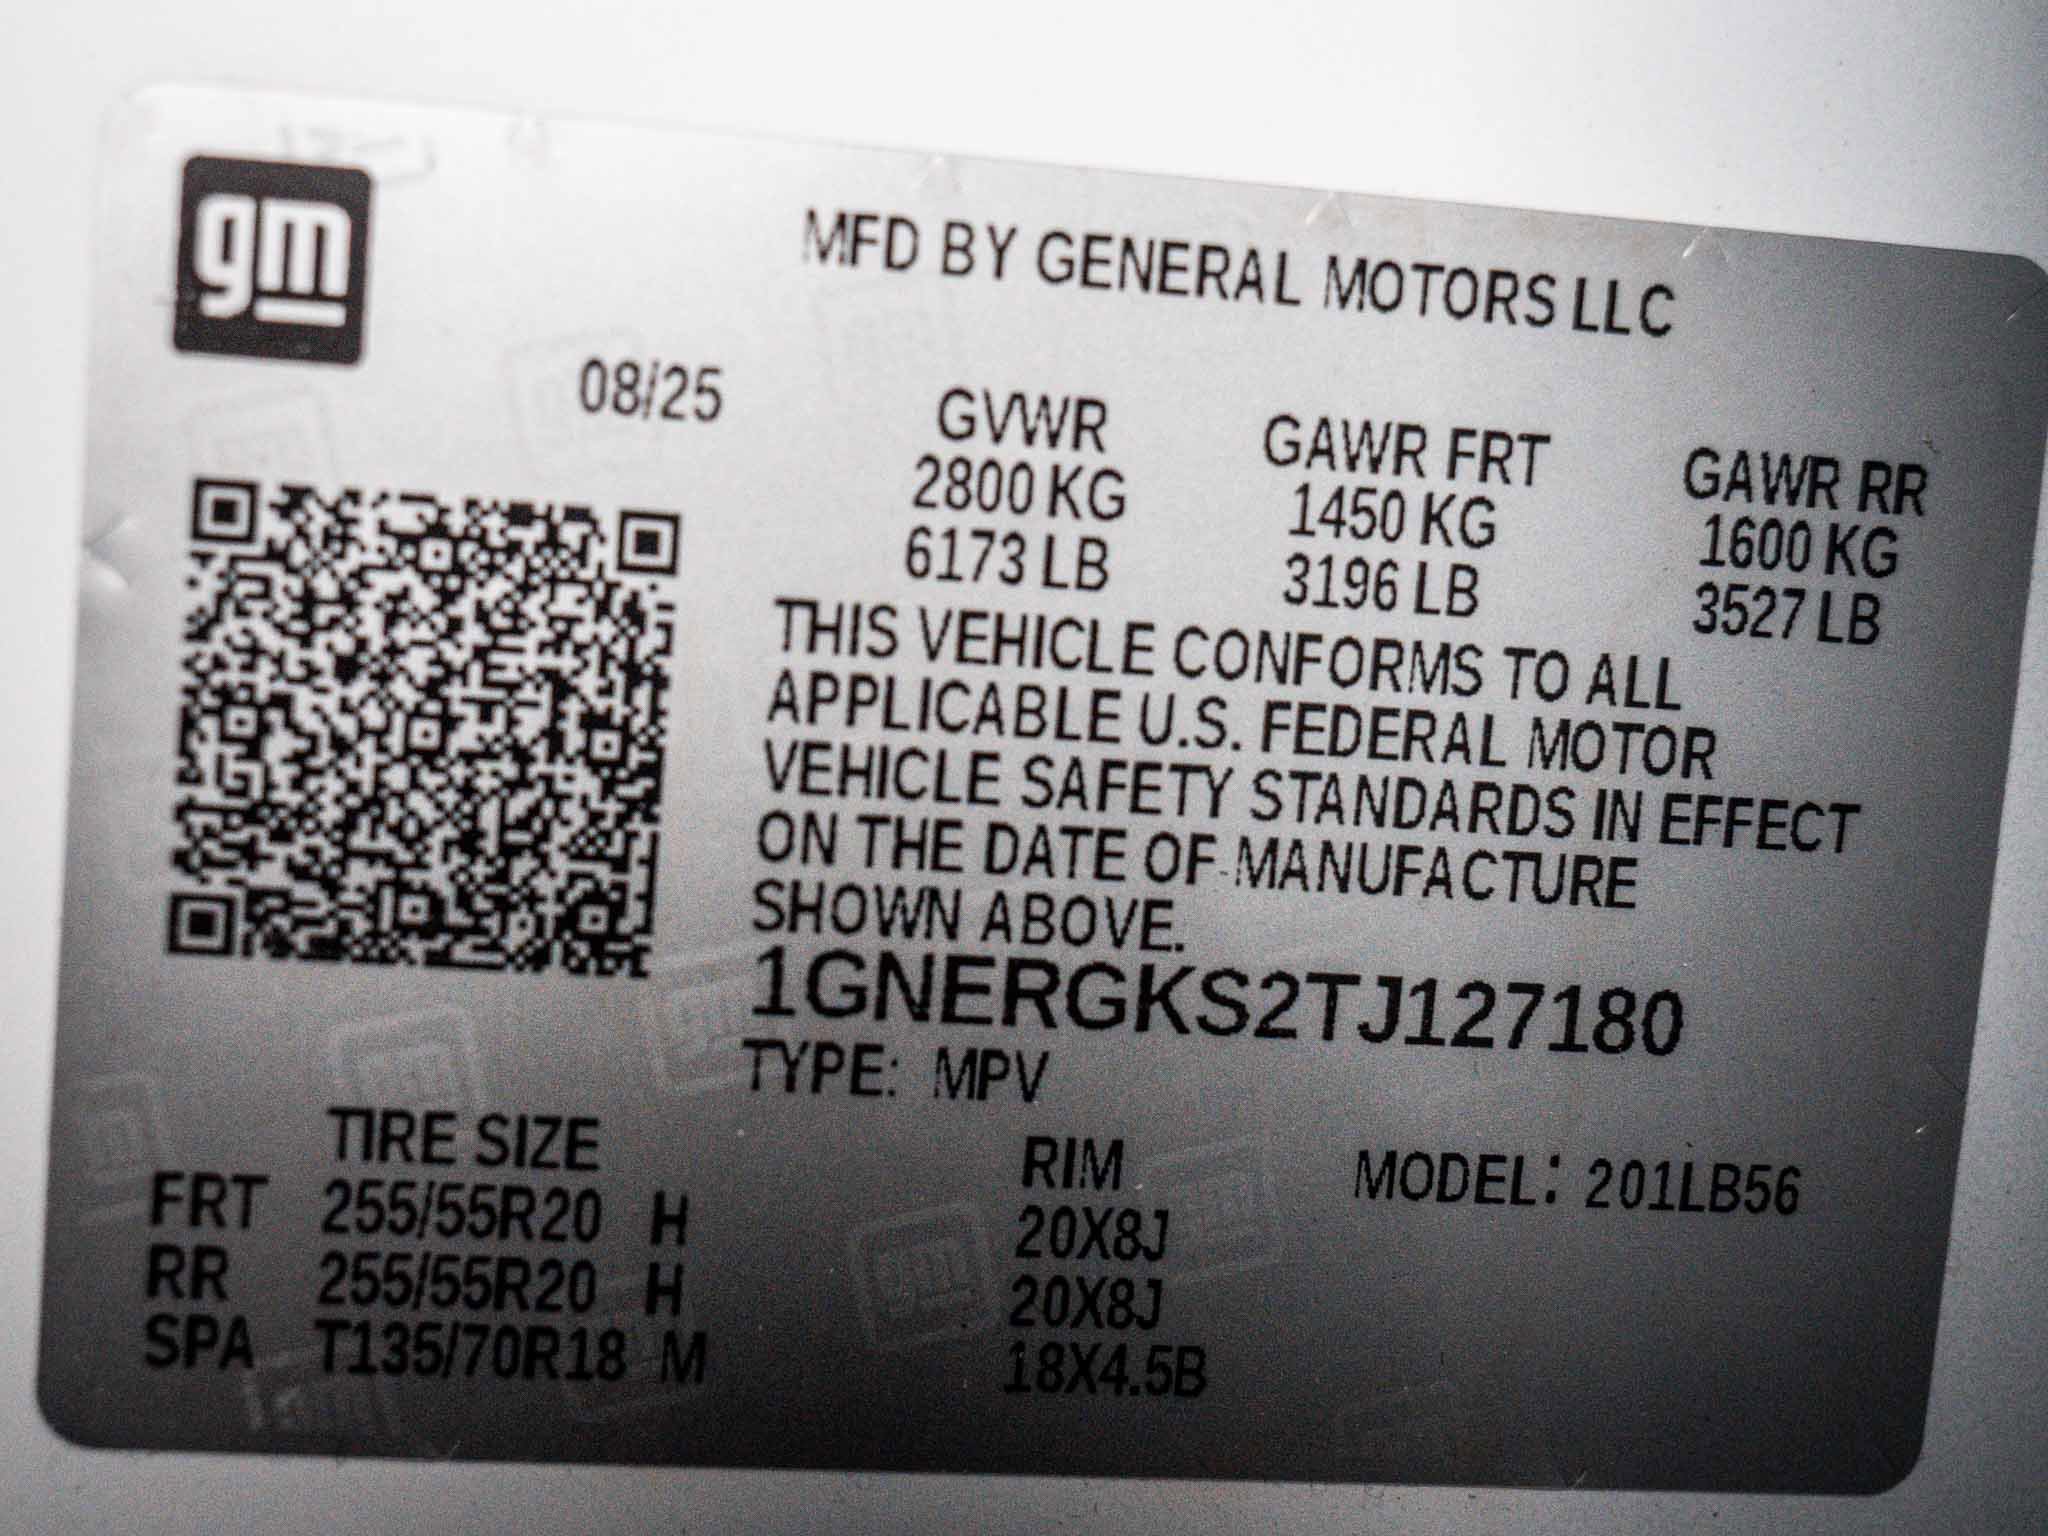 gm
MFD BY GENERAL MOTORS LLC
08/25
GVWR GAWR FRT GAWR RR
2800 KG 1450 KG 1600 KG
6173 LB 3196 LB 3527 LB
THIS VEHICLE CONFORMS TO ALL
APPLICABLE U.S. FEDERAL MOTOR
VEHICLE SAFETY STANDARDS IN EFFECT
ON THE DATE OF MANUFACTURE
SHOWN ABOVE.
1GNERGKS2TJ127180
TYPE: MPV
TIRE SIZE RIM MODEL: 201LB56
FRT 255/55R20 H 20X8J
RR 255/55R20 H 20X8J
SPA T135/70R18 M 18X4.5B